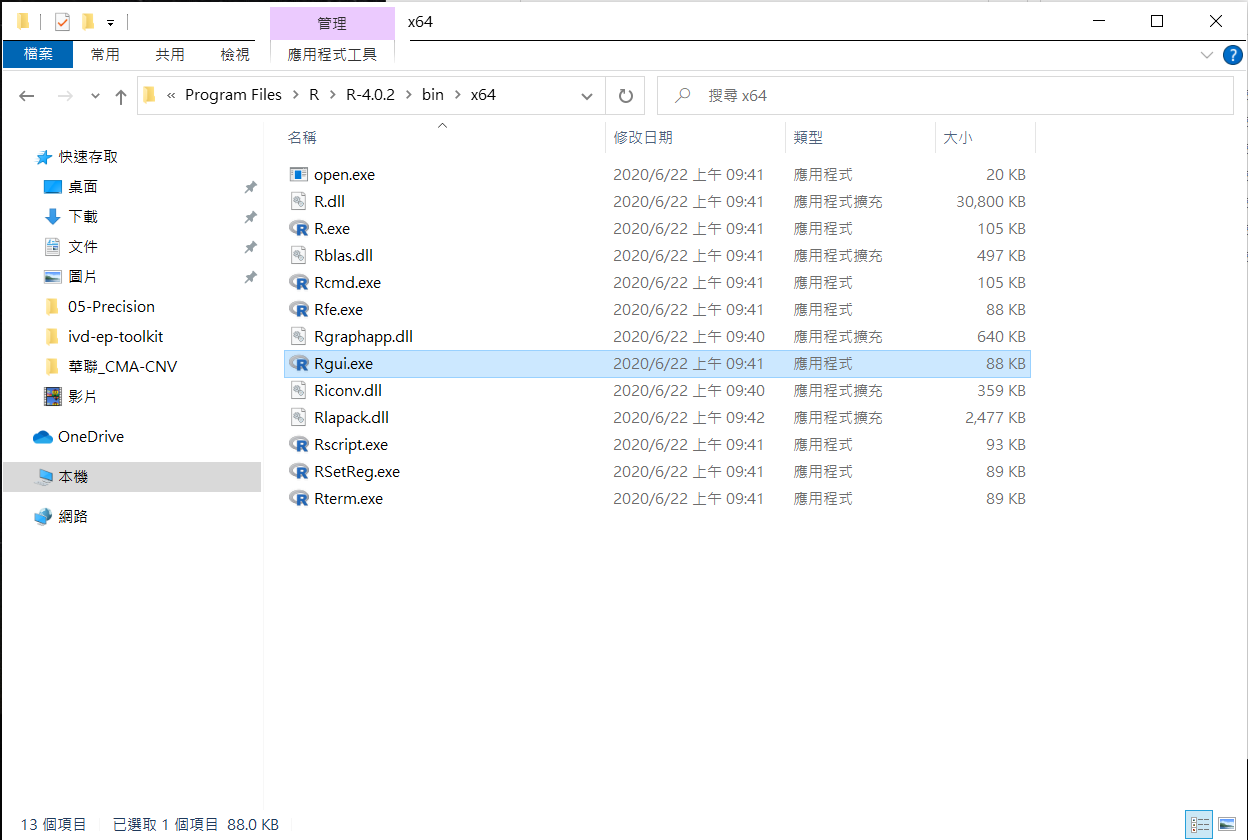 管理 x64
檔案 常用 共用 檢視 應用程式工具
« Program Files > R > R-4.0.2 > bin > x64 搜尋 x64
名稱 修改日期 類型 大小
快速存取
桌面
下載
文件
圖片
05-Precision
ivd-ep-toolkit
華聯_CMA-CNV
影片
OneDrive
本機
網路
open.exe 2020/6/22 上午 09:41 應用程式 20 KB
R.dll 2020/6/22 上午 09:41 應用程式擴充 30,800 KB
R.exe 2020/6/22 上午 09:41 應用程式 105 KB
Rblas.dll 2020/6/22 上午 09:41 應用程式擴充 497 KB
Rcmd.exe 2020/6/22 上午 09:41 應用程式 105 KB
Rfe.exe 2020/6/22 上午 09:41 應用程式 88 KB
Rgraphapp.dll 2020/6/22 上午 09:40 應用程式擴充 640 KB
Rgui.exe 2020/6/22 上午 09:41 應用程式 88 KB
Riconv.dll 2020/6/22 上午 09:40 應用程式擴充 359 KB
Rlapack.dll 2020/6/22 上午 09:42 應用程式擴充 2,477 KB
Rscript.exe 2020/6/22 上午 09:41 應用程式 93 KB
RSetReg.exe 2020/6/22 上午 09:41 應用程式 89 KB
Rterm.exe 2020/6/22 上午 09:41 應用程式 89 KB
13 個項目 已選取 1 個項目 88.0 KB